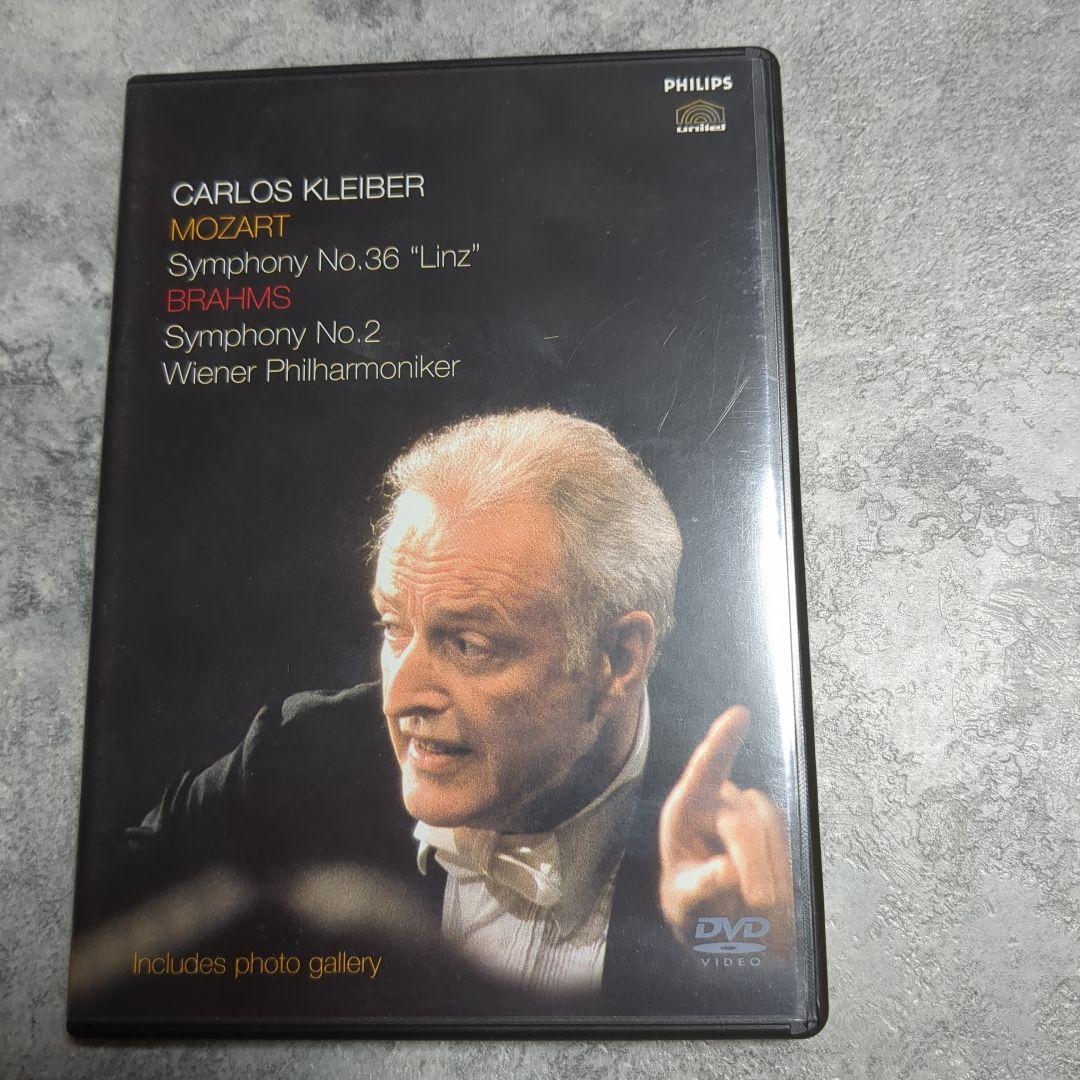 PHILIPS
unitel
CARLOS KLEIBER
MOZART
Symphony No.36 “Linz”
BRAHMS
Symphony No.2
Wiener Philharmoniker
Includes photo gallery
DVD
VIDEO